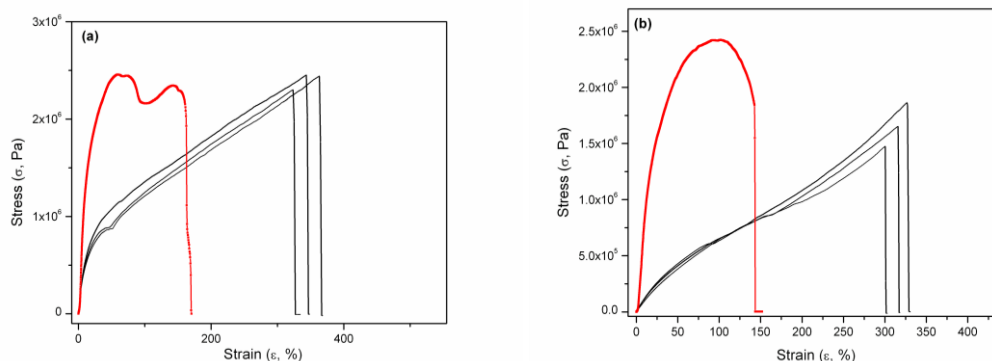 (a)
3x10⁶
2x10⁶
1x10⁶
0
Stress (σ, Pa)
0 200 400
Strain (ε, %)
(b)
2.5x10⁶
2.0x10⁶
1.5x10⁶
1.0x10⁶
5.0x10⁵
0.0
Stress (σ, Pa)
0 50 100 150 200 250 300 350 400
Strain (ε, %)